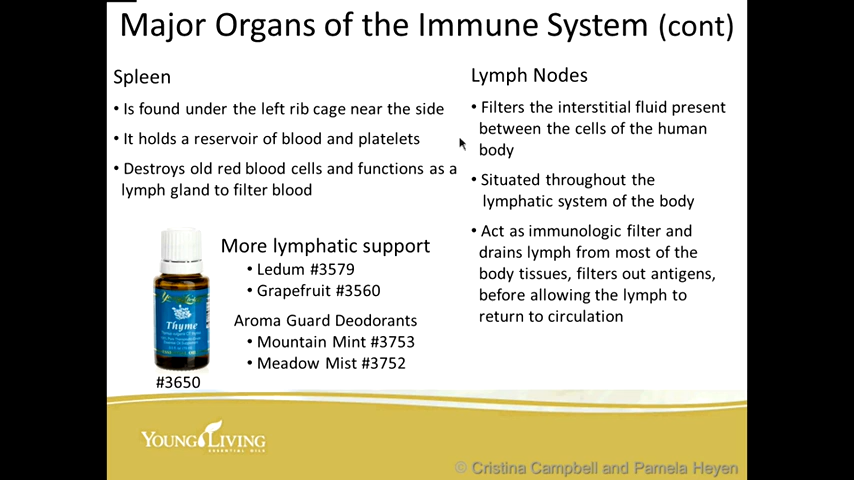 Major Organs of the Immune System (cont)
Spleen
• Is found under the left rib cage near the side
• It holds a reservoir of blood and platelets
• Destroys old red blood cells and functions as a
lymph gland to filter blood
Lymph Nodes
• Filters the interstitial fluid present
between the cells of the human
body
• Situated throughout the
lymphatic system of the body
• Act as immunologic filter and
drains lymph from most of the
body tissues, filters out antigens,
before allowing the lymph to
return to circulation
More lymphatic support
• Ledum #3579
• Grapefruit #3560
Aroma Guard Deodorants
• Mountain Mint #3753
• Meadow Mist #3752
Young Living
Thyme
#3650
YOUNG LIVING
ESSENTIAL OILS
© Cristina Campbell and Pamela Heyen